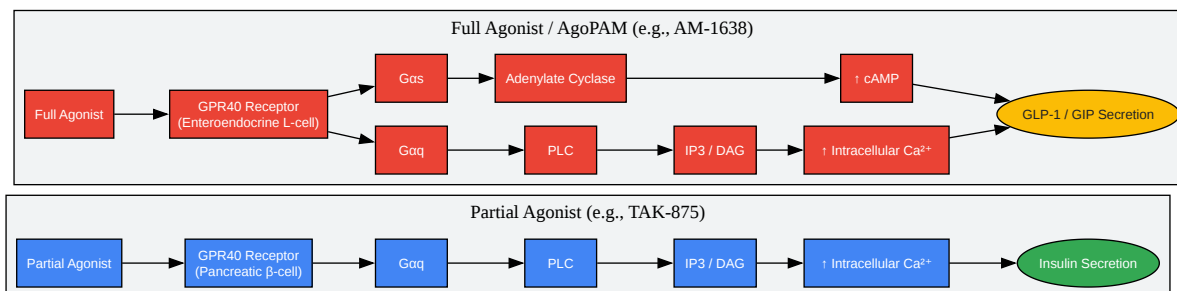 Full Agonist / AgoPAM (e.g., AM-1638)
Full Agonist
GPR40 Receptor
(Enteroendocrine L-cell)
Gαs
Adenylate Cyclase
↑ cAMP
Gαq
PLC
IP3 / DAG
↑ Intracellular Ca²⁺
GLP-1 / GIP Secretion
Partial Agonist (e.g., TAK-875)
Partial Agonist
GPR40 Receptor
(Pancreatic β-cell)
Gαq
PLC
IP3 / DAG
↑ Intracellular Ca²⁺
Insulin Secretion